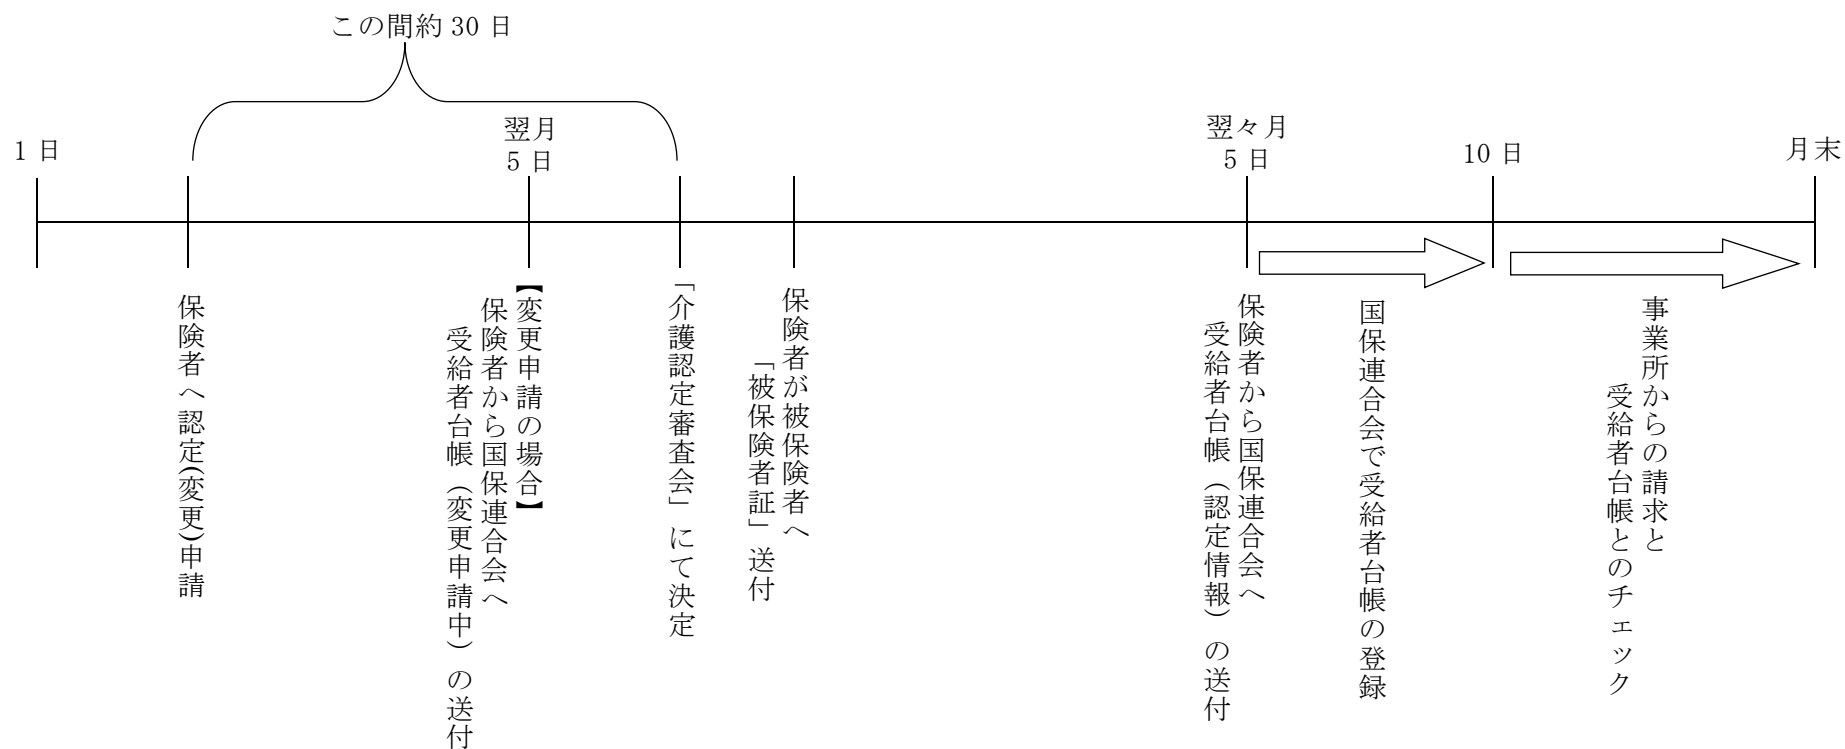 この間約 30 日
1 日
翌月
5 日
翌々月
5 日
10 日
月末
保険者へ認定(変更)申請
【変更申請の場合】
保険者から国保連合会へ
受給者台帳（変更申請中）の送付
「介護認定審査会」にて決定
保険者が被保険者へ
「被保険者証」送付
保険者から国保連合会へ
受給者台帳（認定情報）の送付
国保連合会で受給者台帳の登録
事業所からの請求と
受給者台帳とのチェック